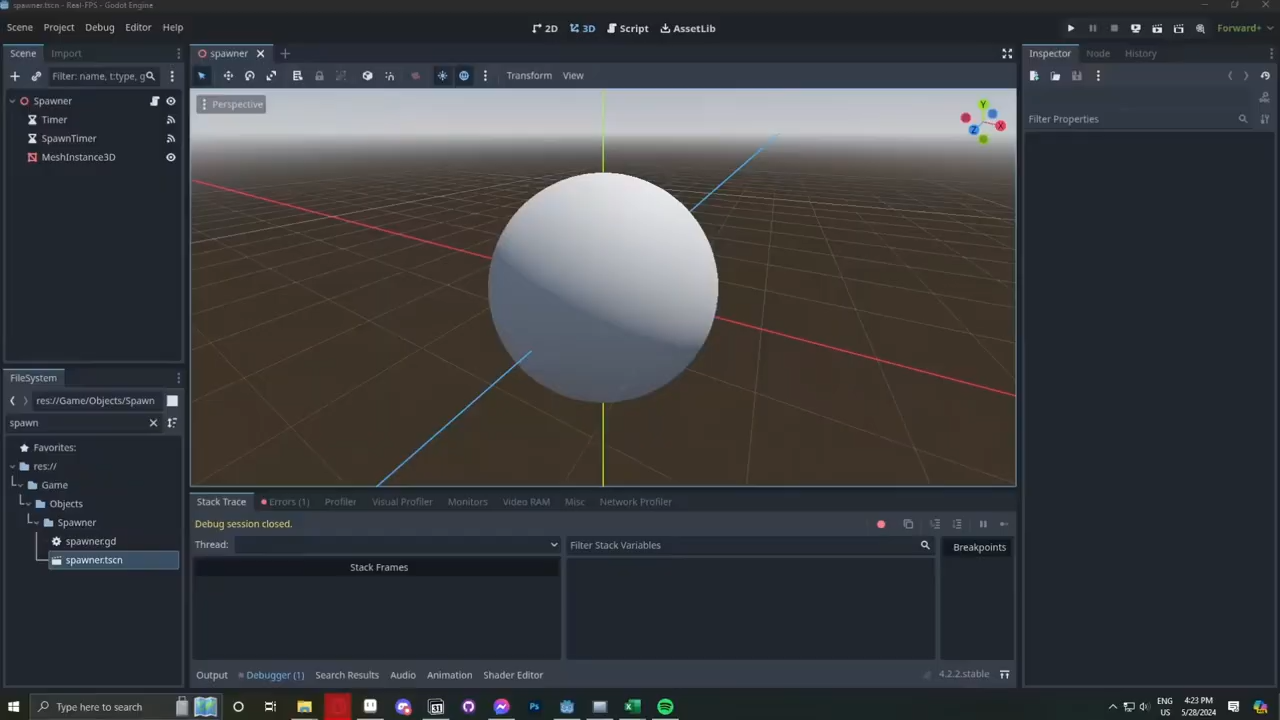 spawner.tscn - Real-FPS - Godot Engine
Scene Project Debug Editor Help
2D 3D Script AssetLib
Forward+
Scene Import
spawner
Inspector Node History
Filter: name, t:type, g
Transform View
Perspective
Y
X
Z
Filter Properties
Spawner
Timer
SpawnTimer
MeshInstance3D
FileSystem
res://Game/Objects/Spawn
spawn
Favorites:
res://
Game
Objects
Spawner
spawner.gd
spawner.tscn
Stack Trace Errors (1) Profiler Visual Profiler Monitors Video RAM Misc Network Profiler
Debug session closed.
Thread:
Filter Stack Variables
Breakpoints
Stack Frames
Output Debugger (1) Search Results Audio Animation Shader Editor
4.2.2.stable
Type here to search
ENG
US
4:23 PM
5/28/2024